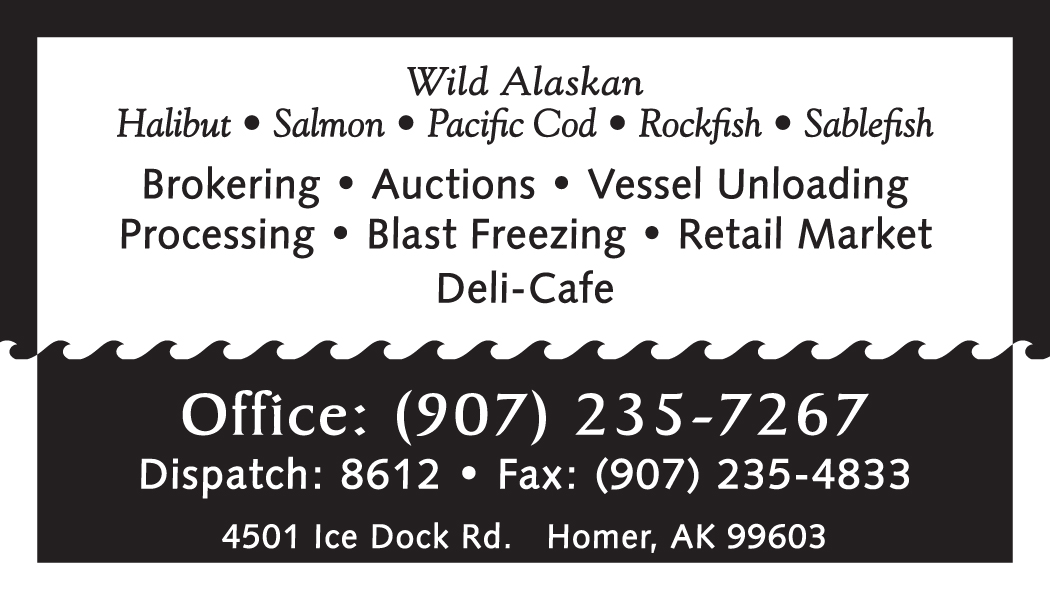 Wild Alaskan
Halibut • Salmon • Pacific Cod • Rockfish • Sablefish
Brokering • Auctions • Vessel Unloading
Processing • Blast Freezing • Retail Market
Deli-Cafe
Office: (907) 235-7267
Dispatch: 8612 • Fax: (907) 235-4833
4501 Ice Dock Rd. Homer, AK 99603